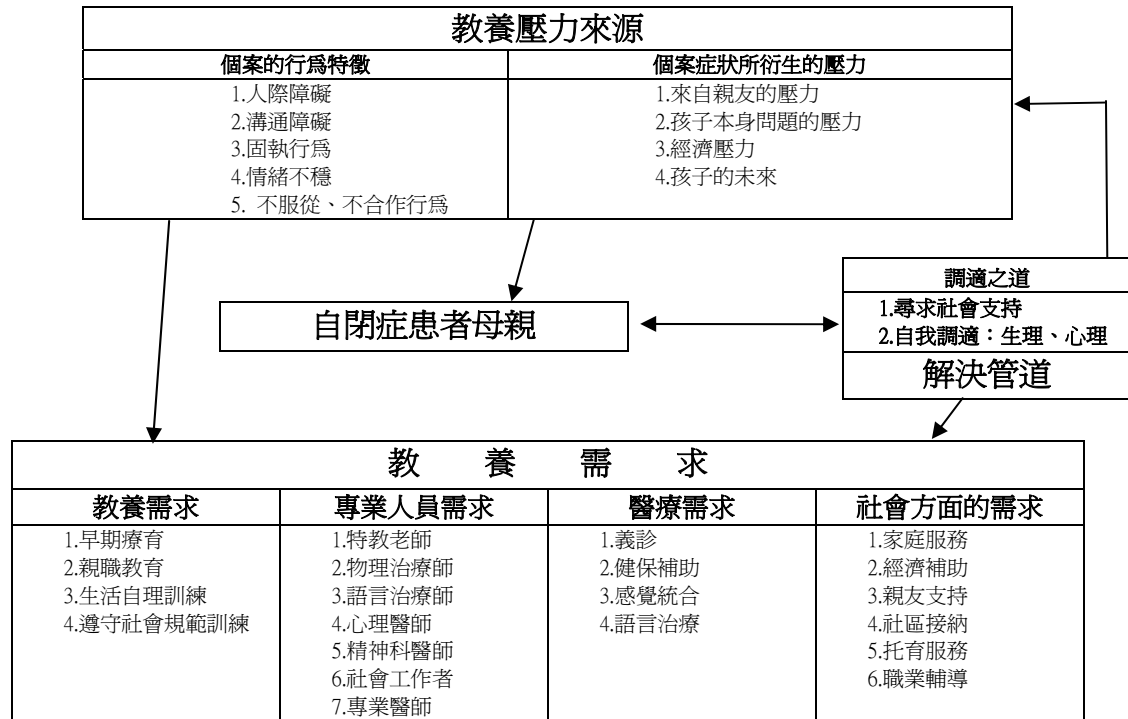 教養壓力來源
個案的行為特徵
1.人際障礙
2.溝通障礙
3.固執行為
4.情緒不穩
5. 不服從、不合作行為
個案症狀所衍生的壓力
1.來自親友的壓力
2.孩子本身問題的壓力
3.經濟壓力
4.孩子的未來
自閉症患者母親
調適之道
1.尋求社會支持
2.自我調適：生理、心理
解決管道
教 養 需 求
教養需求
1.早期療育
2.親職教育
3.生活自理訓練
4.遵守社會規範訓練
專業人員需求
1.特教老師
2.物理治療師
3.語言治療師
4.心理醫師
5.精神科醫師
6.社會工作者
7.專業醫師
醫療需求
1.義診
2.健保補助
3.感覺統合
4.語言治療
社會方面的需求
1.家庭服務
2.經濟補助
3.親友支持
4.社區接納
5.托育服務
6.職業輔導